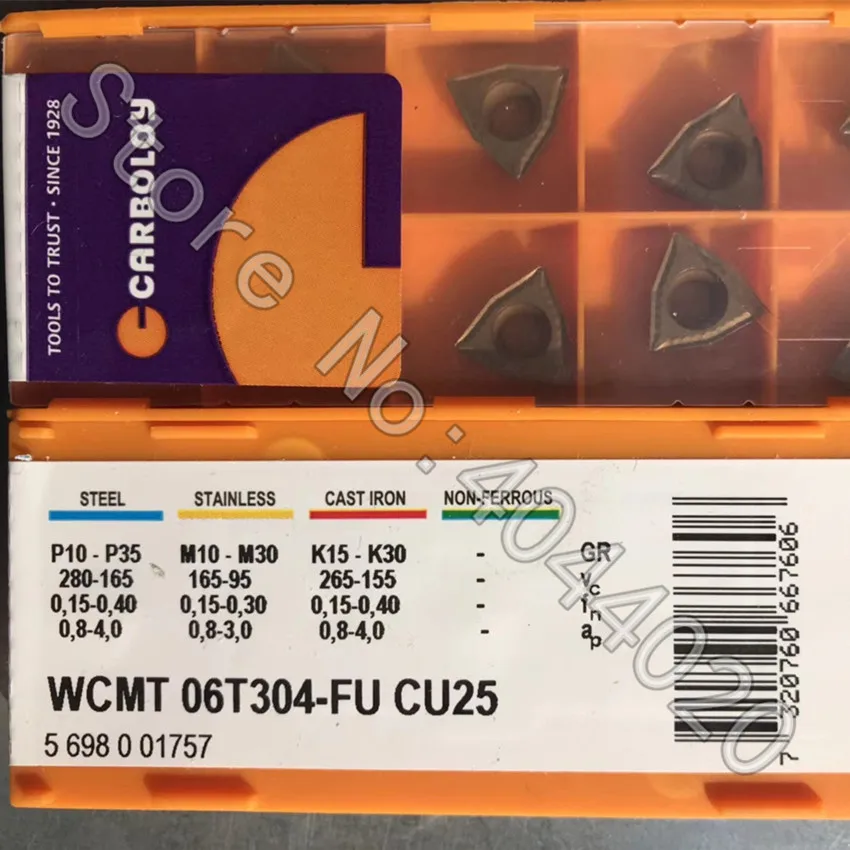 TOOLS TO TRUST · SINCE 1928
CARBOLOY
Store No.: 4044020
STEEL STAINLESS CAST IRON NON-FERROUS
P10 - P35 M10 - M30 K15 - K30 - GR
280-165 165-95 265-155 - vc
0,15-0,40 0,15-0,30 0,15-0,40 - fn
0,8-4,0 0,8-3,0 0,8-4,0 - ap
WCMT 06T304-FU CU25
5 698 0 01757
7 320760 667606